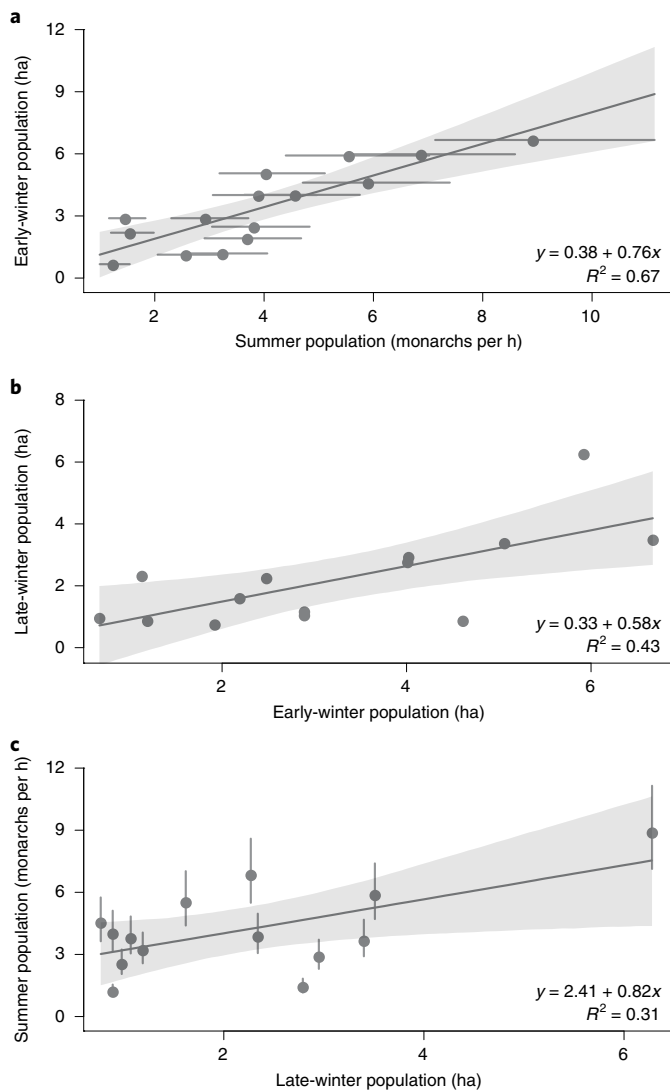 a
12
9
6
3
0
Early-winter population (ha)
2 4 6 8 10
Summer population (monarchs per h)
y = 0.38 + 0.76x
R² = 0.67
b
8
6
4
2
0
Late-winter population (ha)
2 4 6
Early-winter population (ha)
y = 0.33 + 0.58x
R² = 0.43
c
12
9
6
3
0
Summer population (monarchs per h)
2 4 6
Late-winter population (ha)
y = 2.41 + 0.82x
R² = 0.31